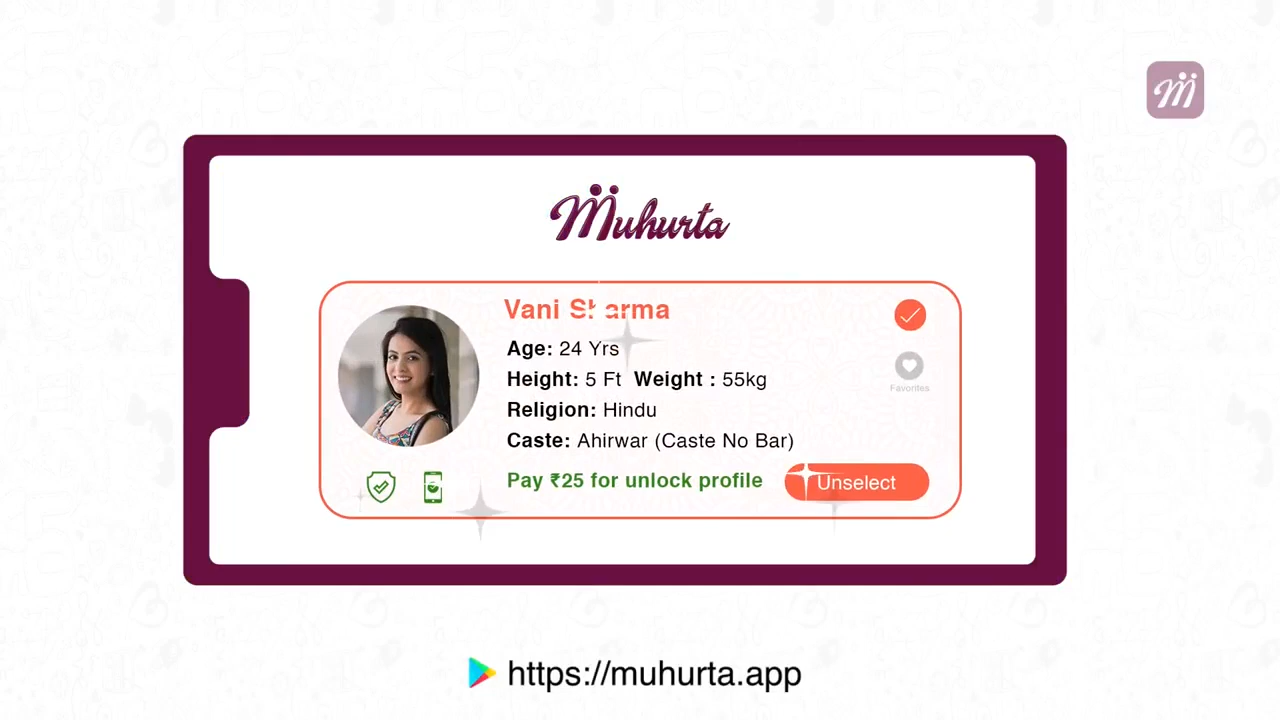 Muhurta
Vani Sharma
Age: 24 Yrs
Height: 5 Ft Weight : 55kg
Favorites
Religion: Hindu
Caste: Ahirwar (Caste No Bar)
Pay ₹25 for unlock profile
Unselect
https://muhurta.app